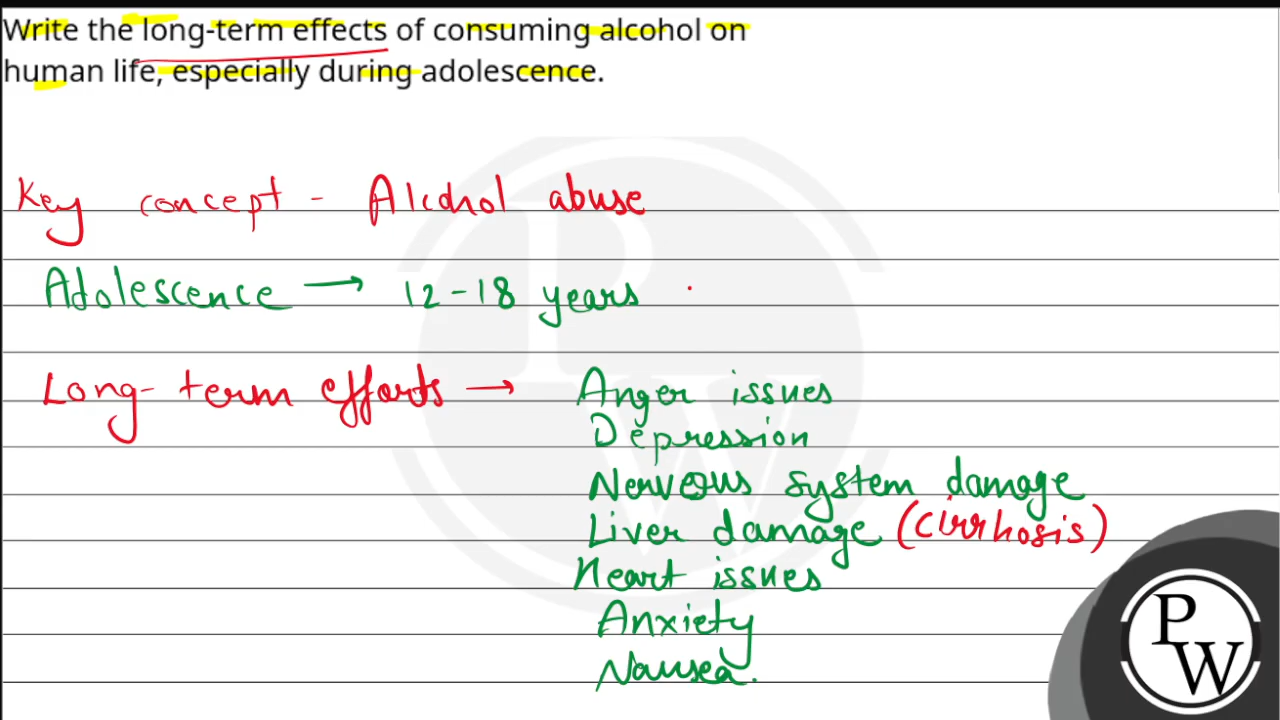 Write the long-term effects of consuming alcohol on
human life, especially during adolescence.
Key concept - Alcohol abuse
Adolescence → 12-18 years
Long-term efforts → Anger issues
Depression
Nervous system damage
Liver damage (cirrhosis)
Heart issues
Anxiety
Nausea.
P
W
P
W